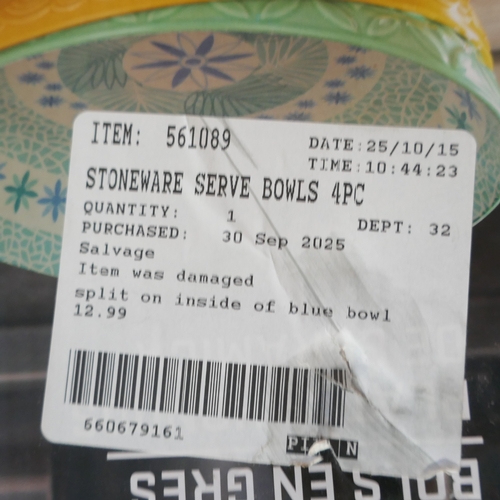 ITEM: 561089
DATE:25/10/15
TIME:10:44:23
STONEWARE SERVE BOWLS 4PC
QUANTITY: 1
DEPT: 32
PURCHASED: 30 Sep 2025
Salvage
Item was damaged
split on inside of blue bowl
12.99
660679161
BOLS EN GRES